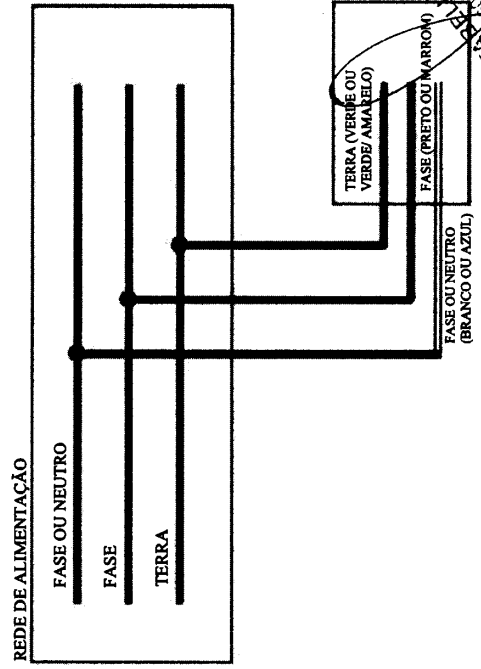 REDE DE ALIMENTAÇÃO
FASE OU NEUTRO
FASE
TERRA
TERRA (VERDE OU
VERDE/ AMARELO)
FASE (PRETO OU MARROM)
FASE OU NEUTRO
(BRANCO OU AZUL)